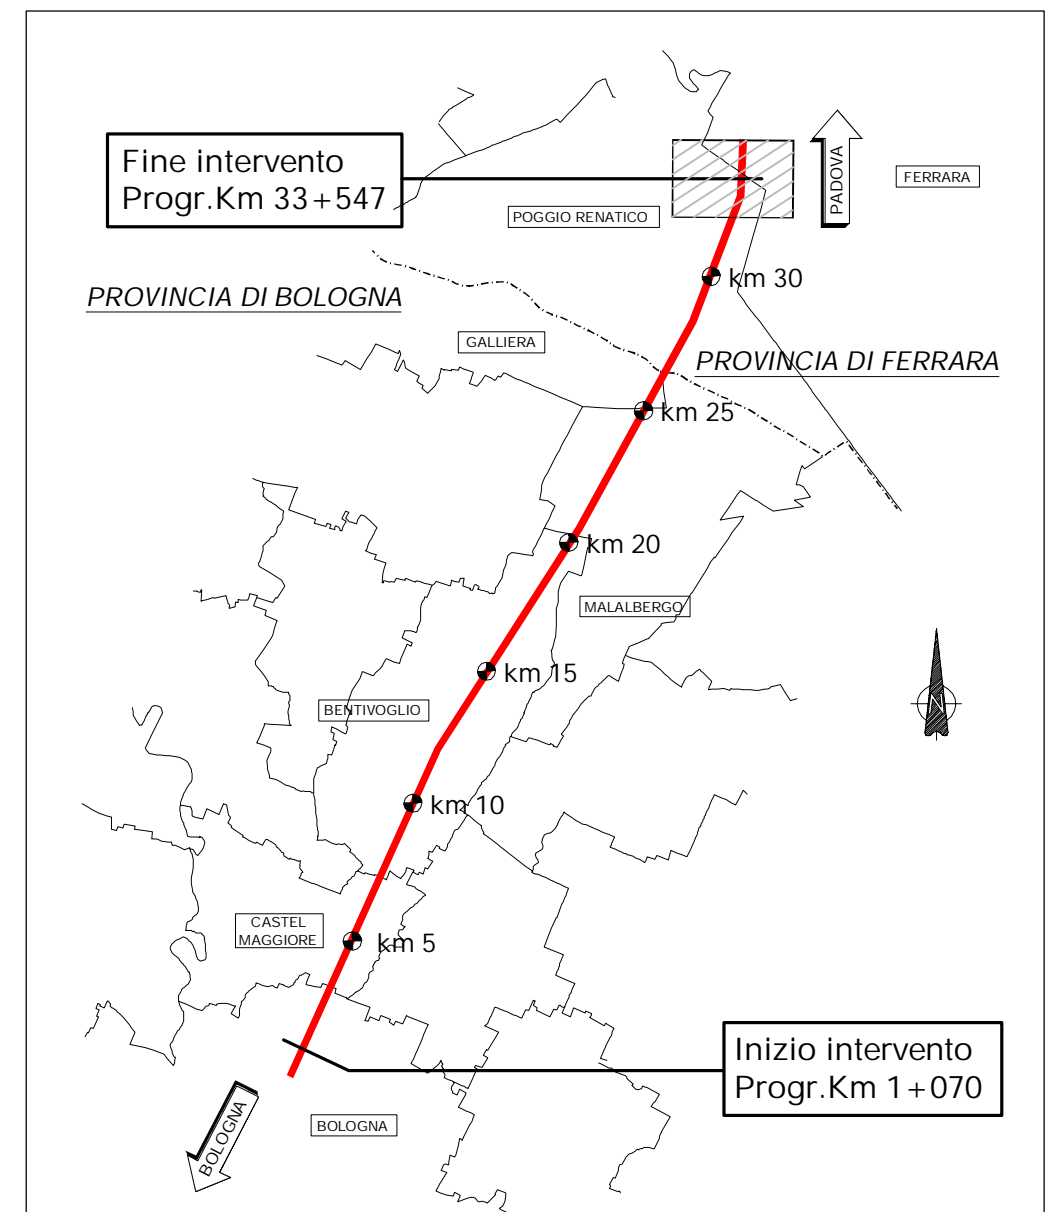 Fine intervento
Progr.Km 33+547
PADOVA
FERRARA
POGGIO RENATICO
km 30
PROVINCIA DI BOLOGNA
GALLIERA
PROVINCIA DI FERRARA
km 25
km 20
MALALBERGO
km 15
BENTIVOGLIO
N
km 10
CASTEL
MAGGIORE
km 5
Inizio intervento
Progr.Km 1+070
BOLOGNA
BOLOGNA